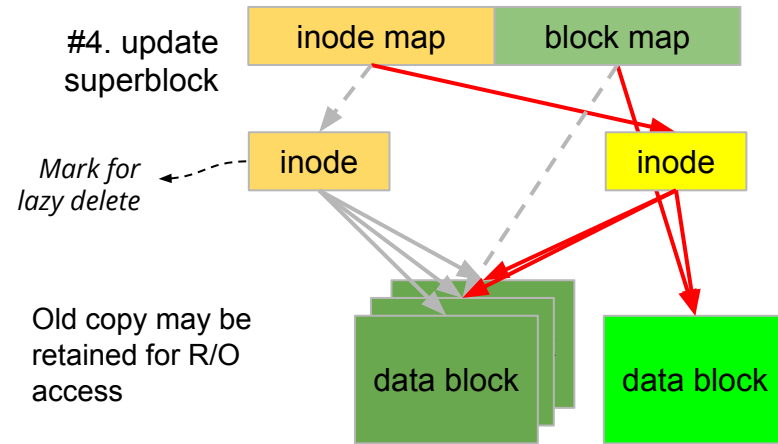 #4. update
superblock
inode map
block map
inode
inode
Mark for
lazy delete
Old copy may be
retained for R/O
access
data block
data block